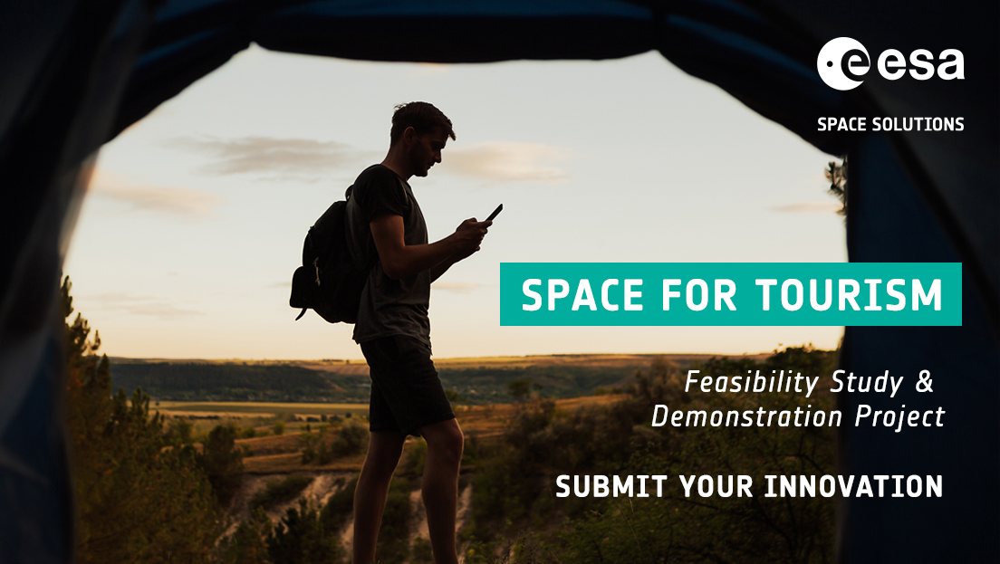 esa
SPACE SOLUTIONS
SPACE FOR TOURISM
Feasibility Study &
Demonstration Project
SUBMIT YOUR INNOVATION